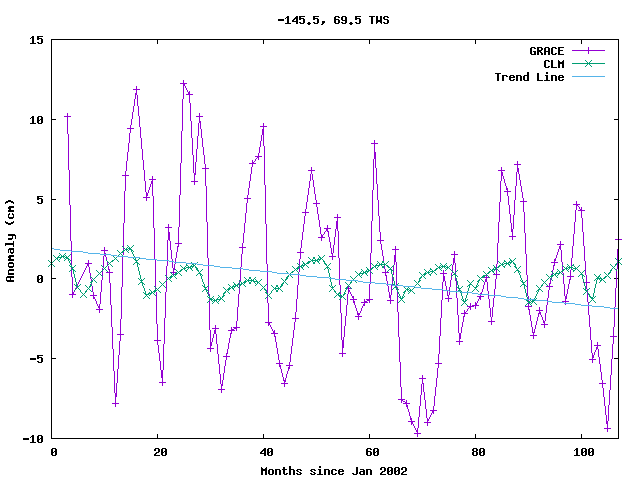 -145.5, 69.5 TWS
GRACE
CLM
Trend Line
15
10
5
0
-5
-10
Anomaly (cm)
0 20 40 60 80 100
Months since Jan 2002